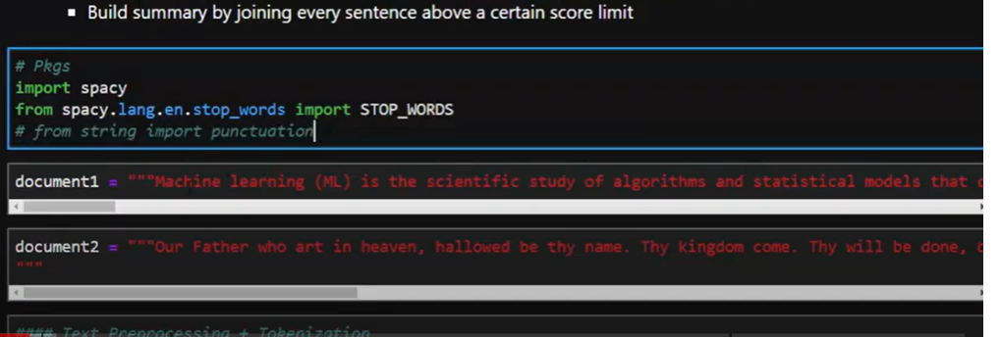 ▪ Build summary by joining every sentence above a certain score limit
# Pkgs
import spacy
from spacy.lang.en.stop_words import STOP_WORDS
# from string import punctuation
document1 = """Machine learning (ML) is the scientific study of algorithms and statistical models that
document2 = """Our Father who art in heaven, hallowed be thy name. Thy kingdom come. Thy will be done,
"""
#### Text Preprocessing + Tokenization